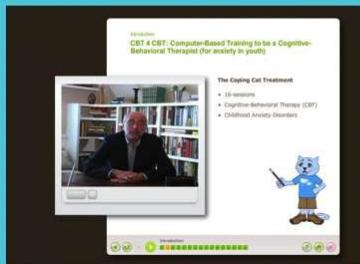 Introduction
CBT 4 CBT: Computer-Based Training to be a Cognitive-
Behavioral Therapist (for anxiety in youth)
The Coping Cat Treatment
• 16-sessions
• Cognitive-Behavioral Therapy (CBT)
• Childhood Anxiety Disorders
Introduction